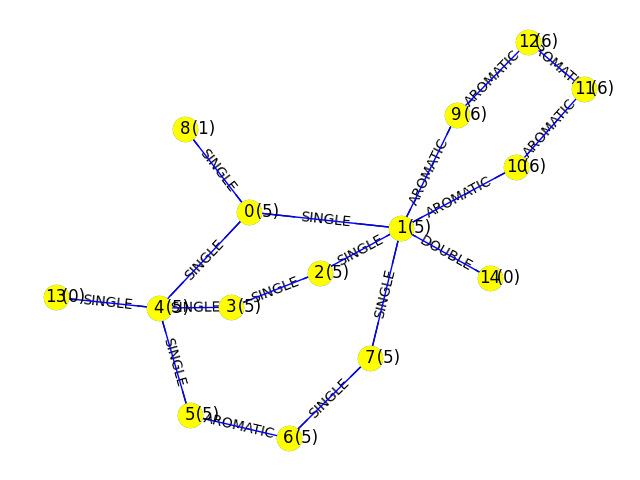 12(6)
AROMATIC
11(6)
AROMATIC
9(6)
AROMATIC
8(1)
AROMATIC
10(6)
SINGLE
AROMATIC
0(5)
SINGLE
1(5)
SINGLE
SINGLE
DOUBLE
2(5)
14(0)
SINGLE
SINGLE
13(0)
SINGLE
4(5)
SINGLE
3(5)
SINGLE
7(5)
SINGLE
5(5)
AROMATIC
6(5)